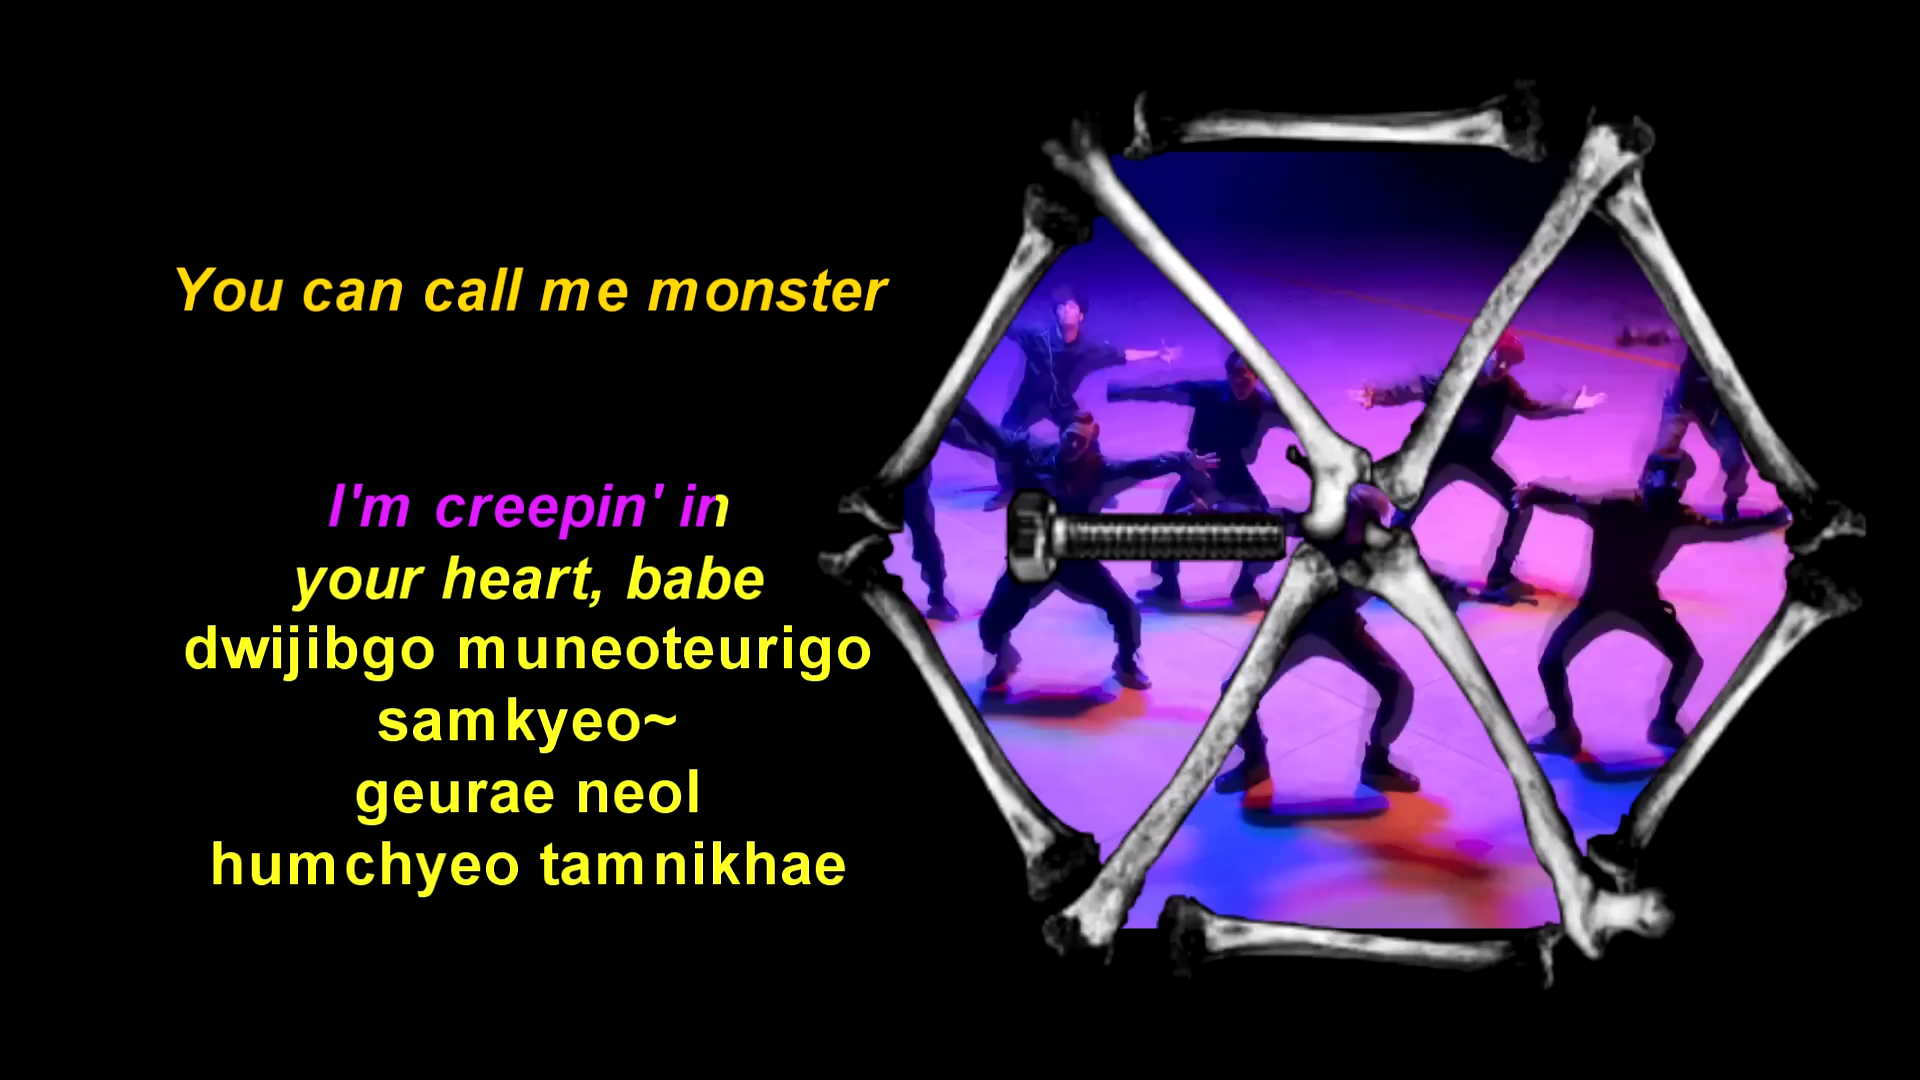 You can call me monster
I'm creepin' in
your heart, babe
dwijibgo muneoteurigo
samkyeo~
geurae neol
humchyeo tamnikhae